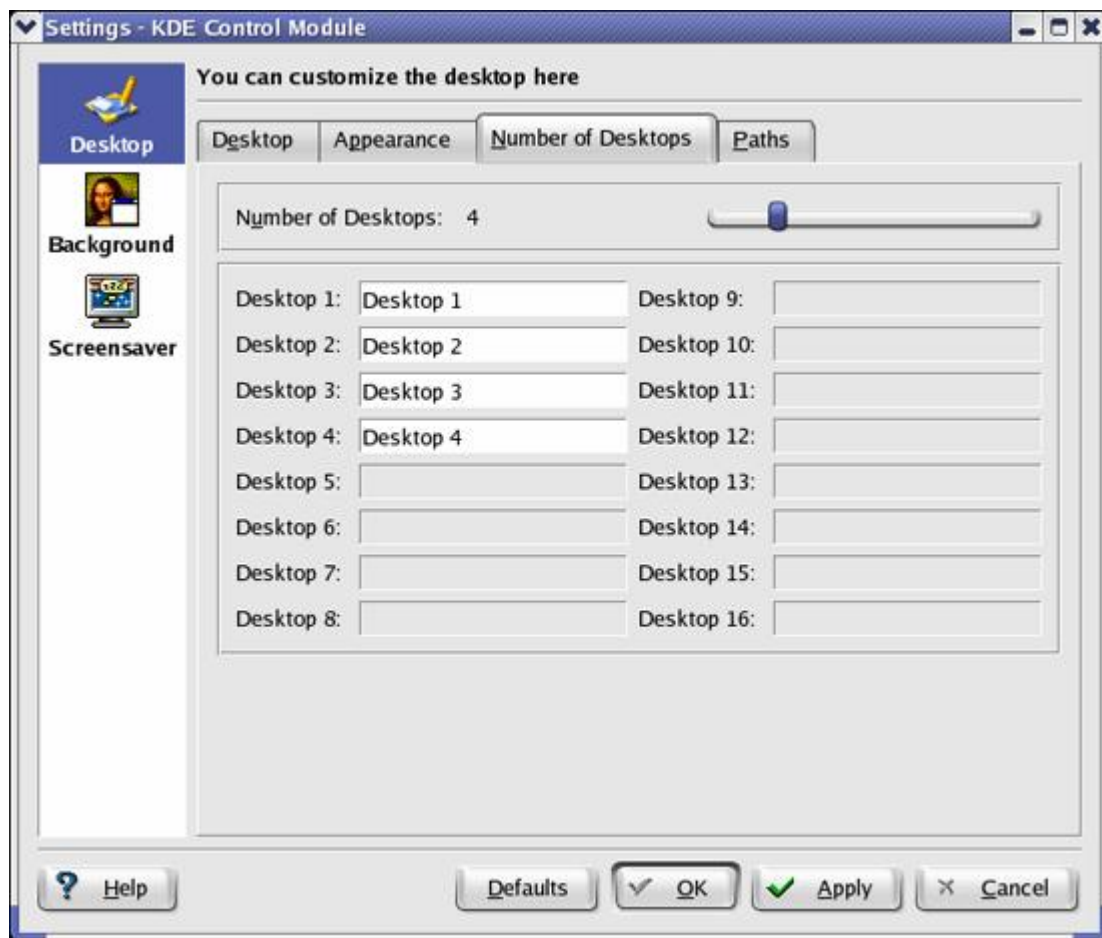 Settings - KDE Control Module
You can customize the desktop here
Desktop
Background
Screensaver
Desktop Appearance Number of Desktops Paths
Number of Desktops: 4
Desktop 1: Desktop 1 Desktop 9:
Desktop 2: Desktop 2 Desktop 10:
Desktop 3: Desktop 3 Desktop 11:
Desktop 4: Desktop 4 Desktop 12:
Desktop 5: Desktop 13:
Desktop 6: Desktop 14:
Desktop 7: Desktop 15:
Desktop 8: Desktop 16:
? Help Defaults OK Apply Cancel